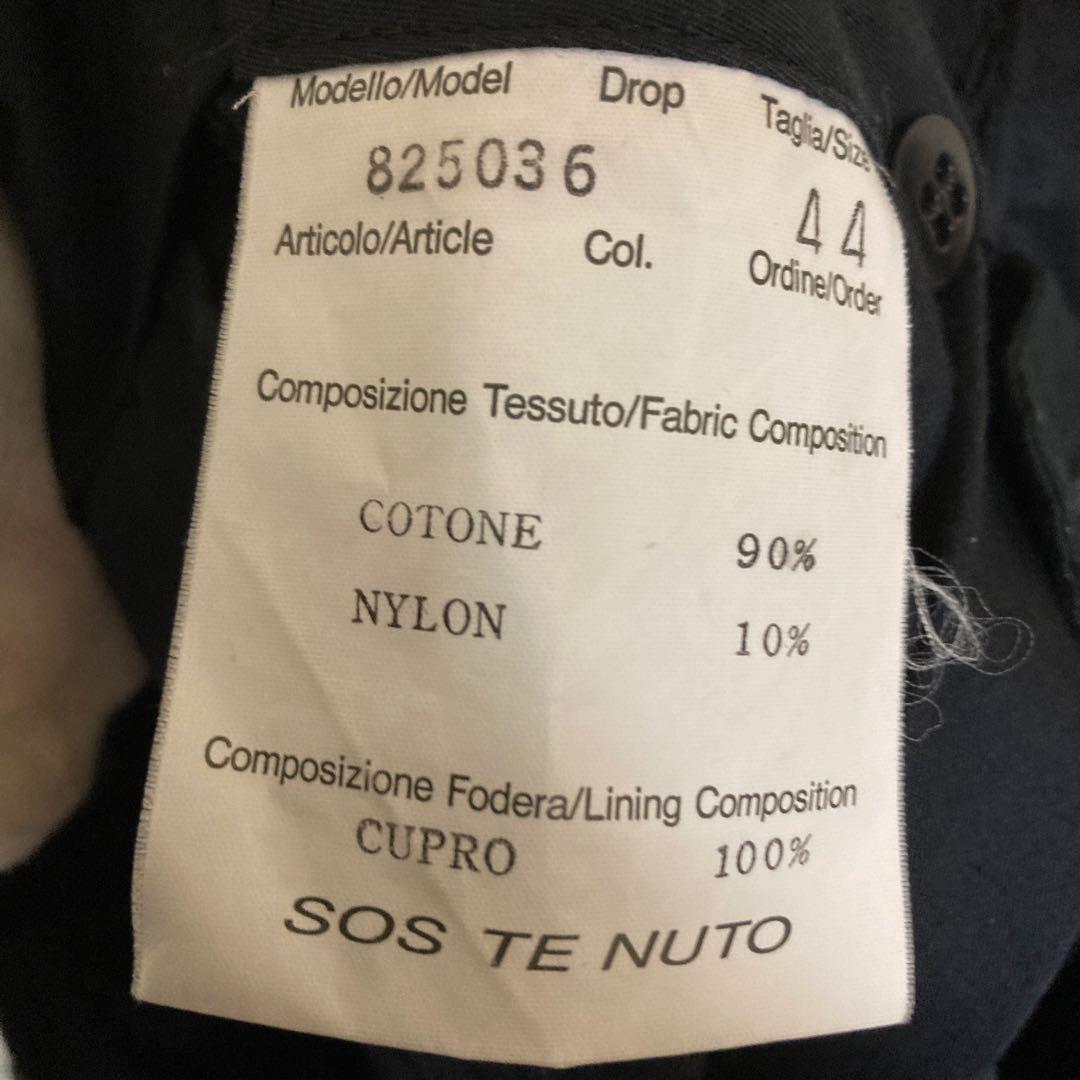 Modello/Model Drop Taglia/Size
825036 44
Articolo/Article Col. Ordine/Order
Composizione Tessuto/Fabric Composition
COTONE 90%
NYLON 10%
Composizione Fodera/Lining Composition
CUPRO 100%
SOS TE NUTO